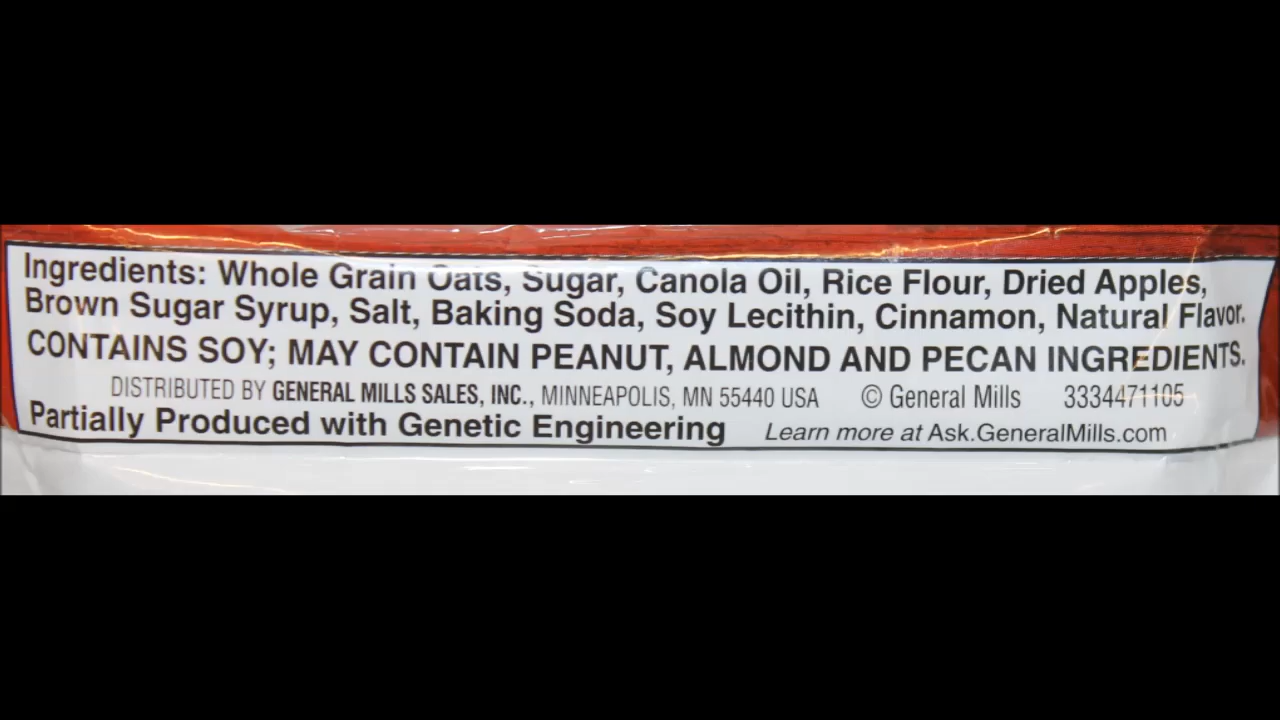 Ingredients: Whole Grain Oats, Sugar, Canola Oil, Rice Flour, Dried Apples,
Brown Sugar Syrup, Salt, Baking Soda, Soy Lecithin, Cinnamon, Natural Flavor.
CONTAINS SOY; MAY CONTAIN PEANUT, ALMOND AND PECAN INGREDIENTS.
DISTRIBUTED BY GENERAL MILLS SALES, INC., MINNEAPOLIS, MN 55440 USA © General Mills 3334471105
Partially Produced with Genetic Engineering Learn more at Ask.GeneralMills.com